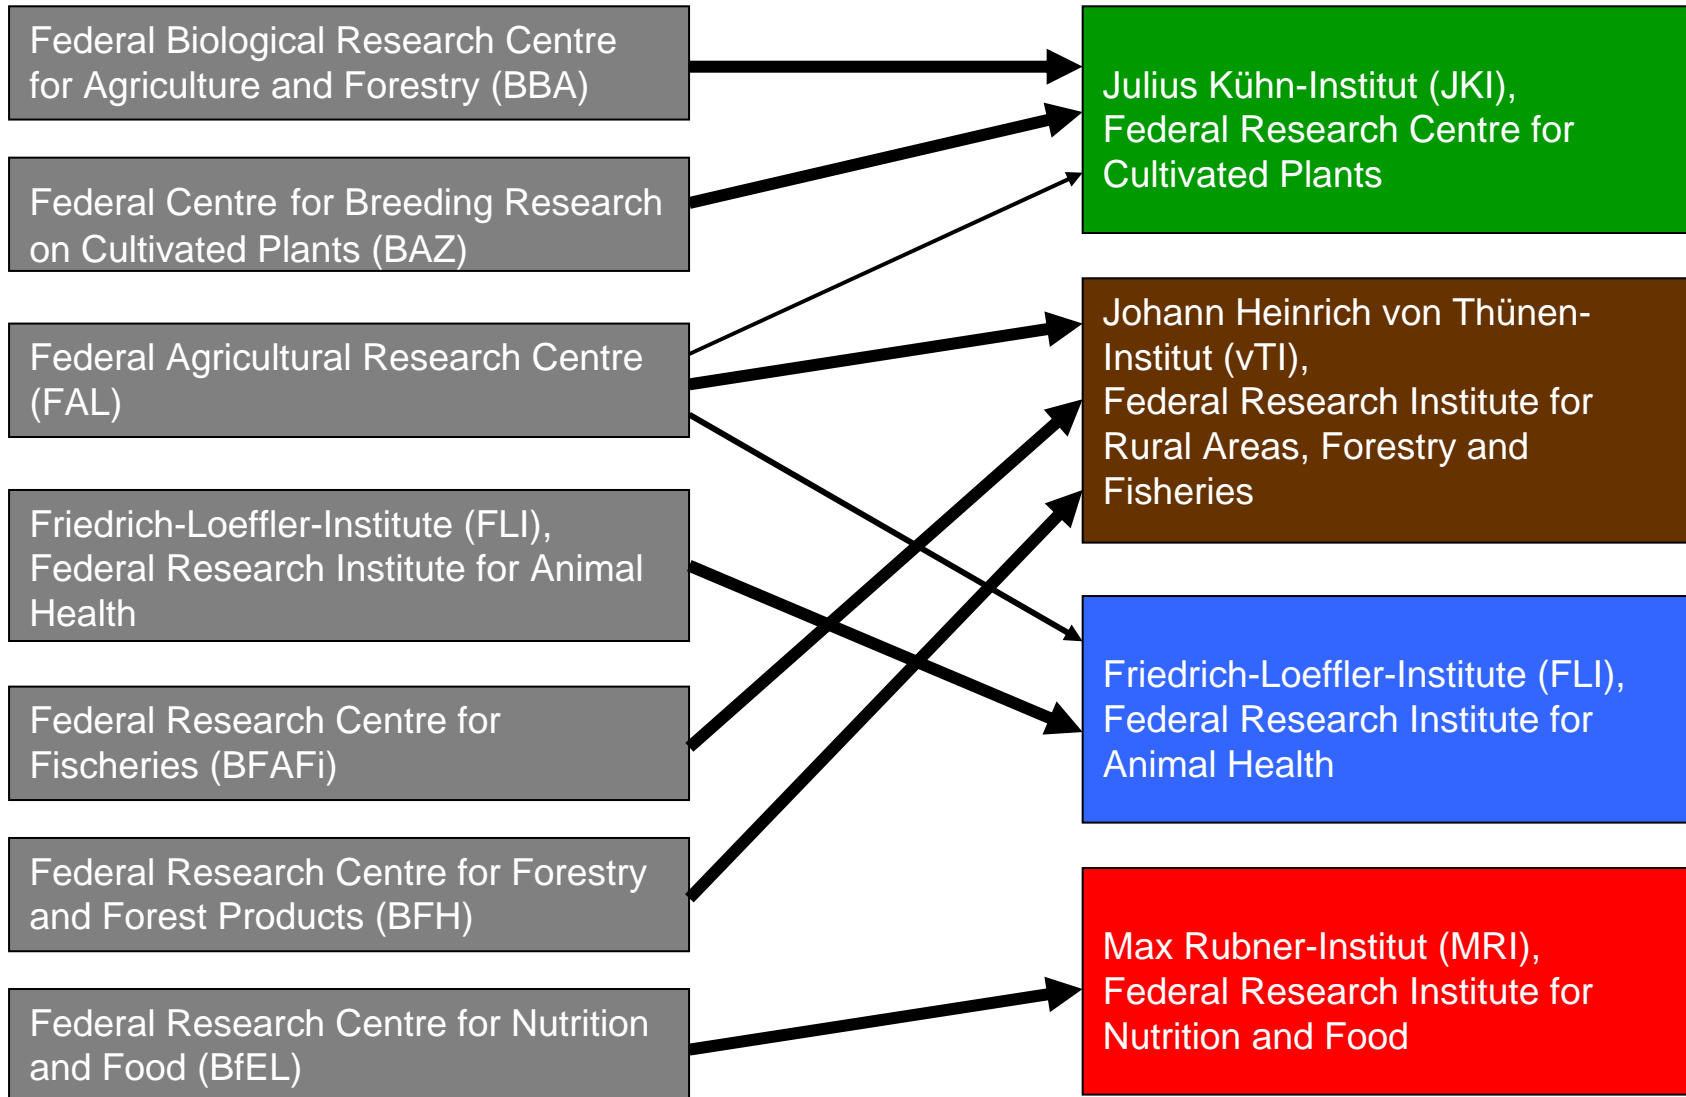 Federal Biological Research Centre
for Agriculture and Forestry (BBA)
Federal Centre for Breeding Research
on Cultivated Plants (BAZ)
Federal Agricultural Research Centre
(FAL)
Friedrich-Loeffler-Institute (FLI),
Federal Research Institute for Animal
Health
Federal Research Centre for
Fischeries (BFAFi)
Federal Research Centre for Forestry
and Forest Products (BFH)
Federal Research Centre for Nutrition
and Food (BfEL)
Julius Kühn-Institut (JKI),
Federal Research Centre for
Cultivated Plants
Johann Heinrich von Thünen-
Institut (vTI),
Federal Research Institute for
Rural Areas, Forestry and
Fisheries
Friedrich-Loeffler-Institute (FLI),
Federal Research Institute for
Animal Health
Max Rubner-Institut (MRI),
Federal Research Institute for
Nutrition and Food